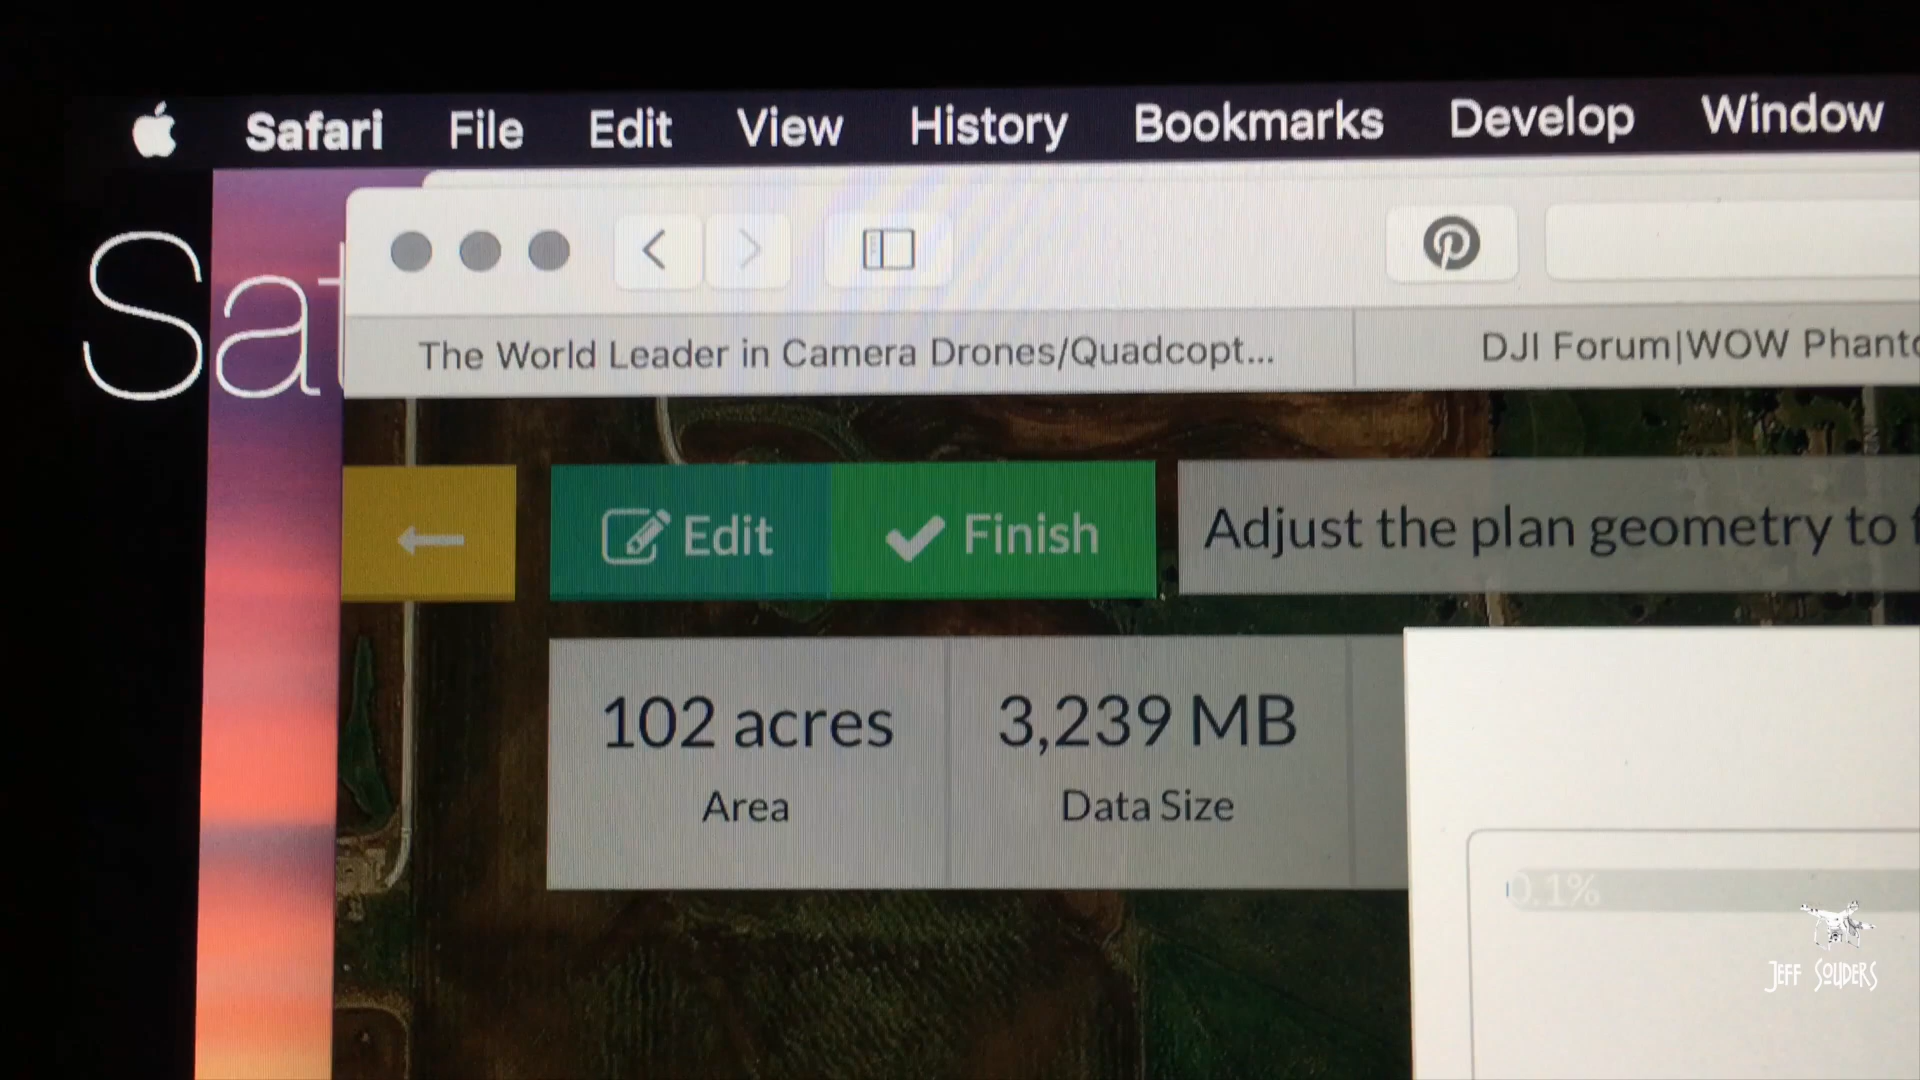 Safari File Edit View History Bookmarks Develop Window
Sat
The World Leader in Camera Drones/Quadcopt...
DJI Forum|WOW Phant
Edit
Finish
Adjust the plan geometry to
102 acres
3,239 MB
Area
Data Size
0.1%
JEFF SOUDERS